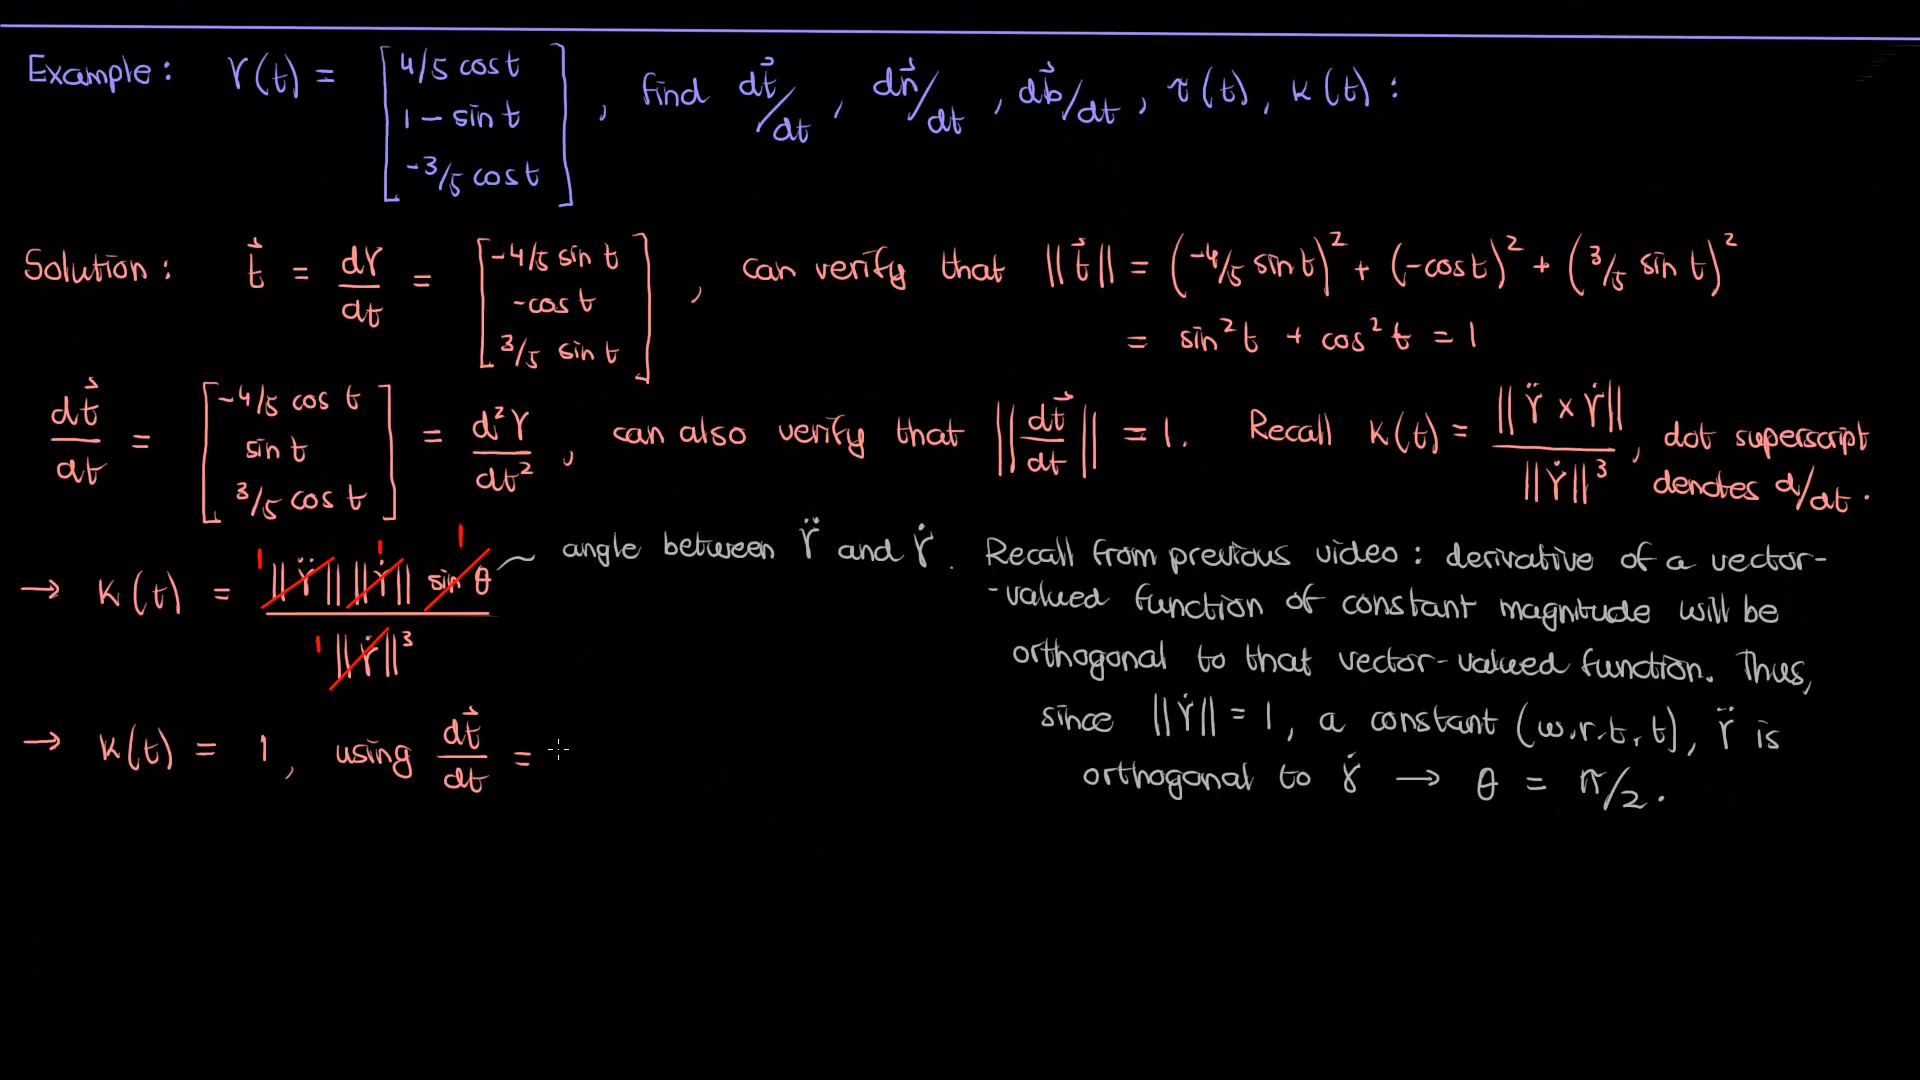 Example: γ(t) = [4/5 cos t, 1 − sin t, -3/5 cos t], find dt⃗/dt, dn⃗/dt, db⃗/dt, τ(t), κ(t):
Solution: t⃗ = dγ/dt = [-4/5 sin t, -cos t, 3/5 sin t], can verify that ||t⃗|| = (-4/5 sin t)² + (-cos t)² + (3/5 sin t)²
= sin²t + cos²t = 1
dt⃗/dt = [-4/5 cos t, sin t, 3/5 cos t] = d²γ/dt², can also verify that ||dt⃗/dt|| = 1. Recall κ(t) = ||γ̈ × γ̇||/||γ̇||³, dot superscript
denotes d/dt.
→ κ(t) = 1||γ̈|| 1||γ̇|| 1 sin θ / 1||γ̇||³
angle between γ̈ and γ̇.
Recall from previous video: derivative of a vector-
-valued function of constant magnitude will be
orthogonal to that vector-valued function. Thus,
since ||γ̇|| = 1, a constant (w.r.t. t), γ̈ is
orthogonal to γ̇ → θ = π/2.
→ κ(t) = 1, using dt⃗/dt =